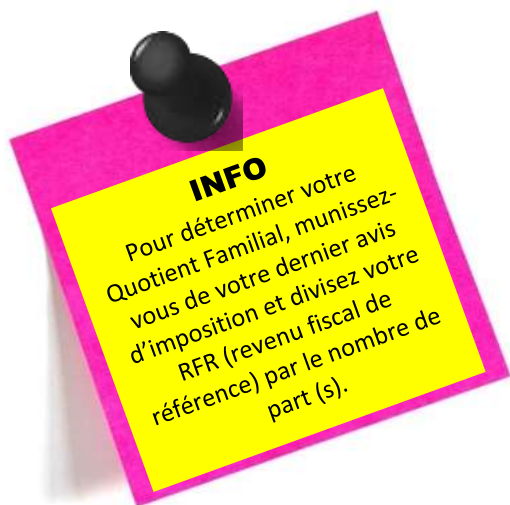 INFO
Pour déterminer votre
Quotient Familial, munissez-
vous de votre dernier avis
d'imposition et divisez votre
RFR (revenu fiscal de
référence) par le nombre de
part (s).